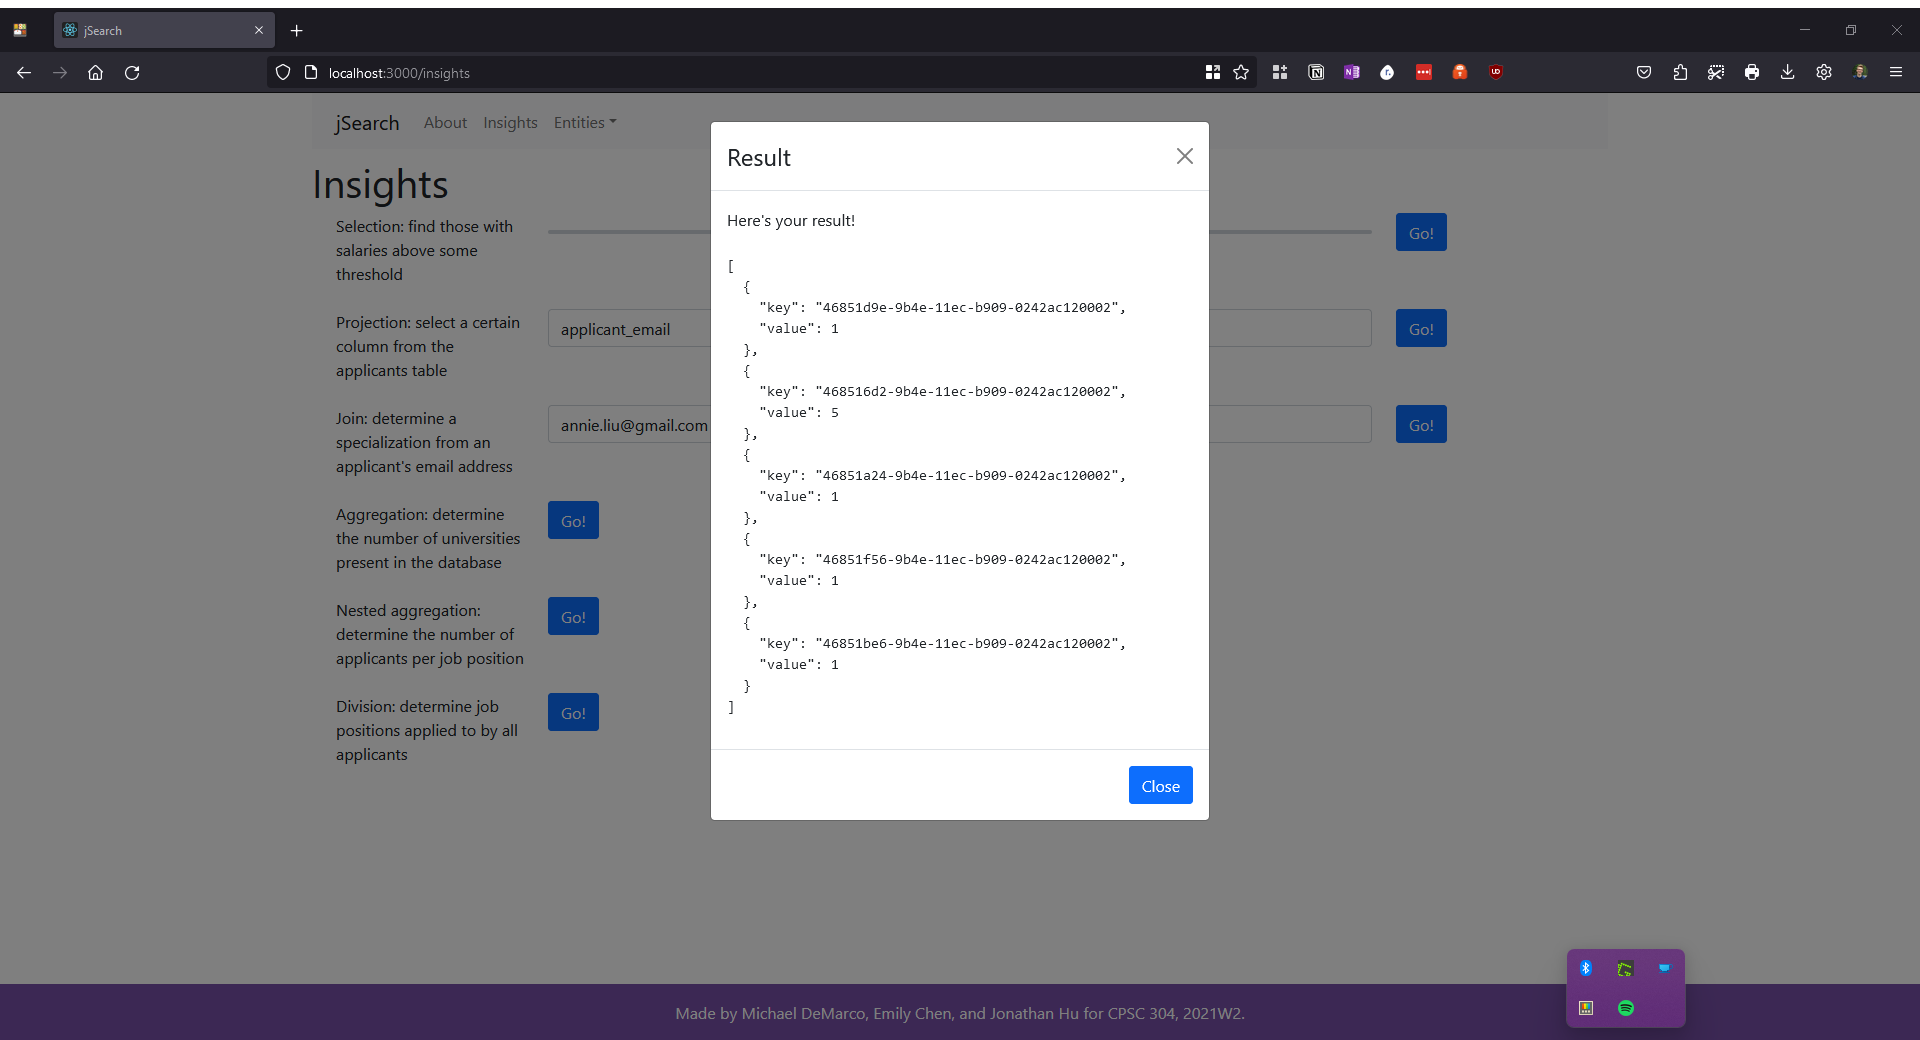 jSearch
localhost:3000/insights
jSearch About Insights Entities
Insights
Selection: find those with
salaries above some
threshold
Go!
Projection: select a certain
column from the
applicants table
applicant_email
Go!
Join: determine a
specialization from an
applicant's email address
annie.liu@gmail.com
Go!
Aggregation: determine
the number of universities
present in the database
Go!
Nested aggregation:
determine the number of
applicants per job position
Go!
Division: determine job
positions applied to by all
applicants
Go!
Result
Here's your result!
[
  {
    "key": "46851d9e-9b4e-11ec-b909-0242ac120002",
    "value": 1
  },
  {
    "key": "468516d2-9b4e-11ec-b909-0242ac120002",
    "value": 5
  },
  {
    "key": "46851a24-9b4e-11ec-b909-0242ac120002",
    "value": 1
  },
  {
    "key": "46851f56-9b4e-11ec-b909-0242ac120002",
    "value": 1
  },
  {
    "key": "46851be6-9b4e-11ec-b909-0242ac120002",
    "value": 1
  }
]
Close
Made by Michael DeMarco, Emily Chen, and Jonathan Hu for CPSC 304, 2021W2.